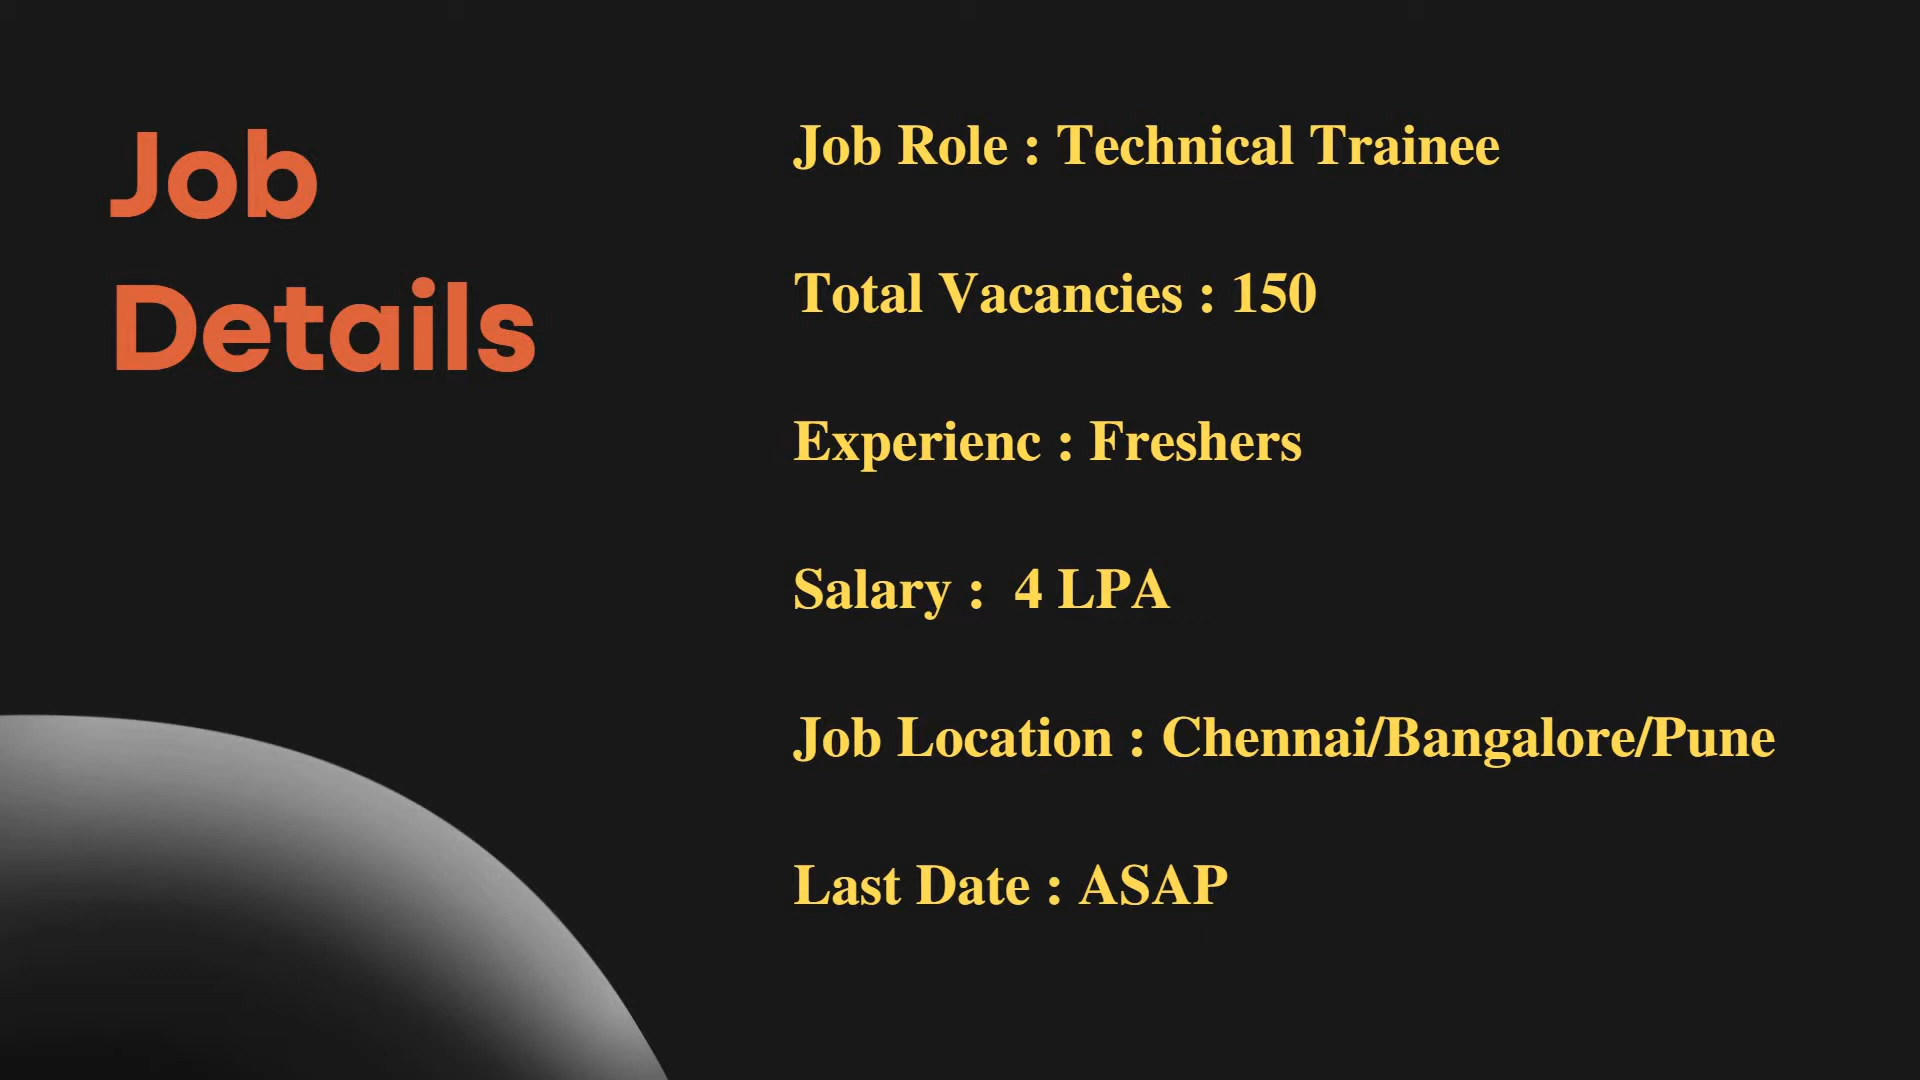 Job
Details
Job Role : Technical Trainee
Total Vacancies : 150
Experienc : Freshers
Salary :  4 LPA
Job Location : Chennai/Bangalore/Pune
Last Date : ASAP